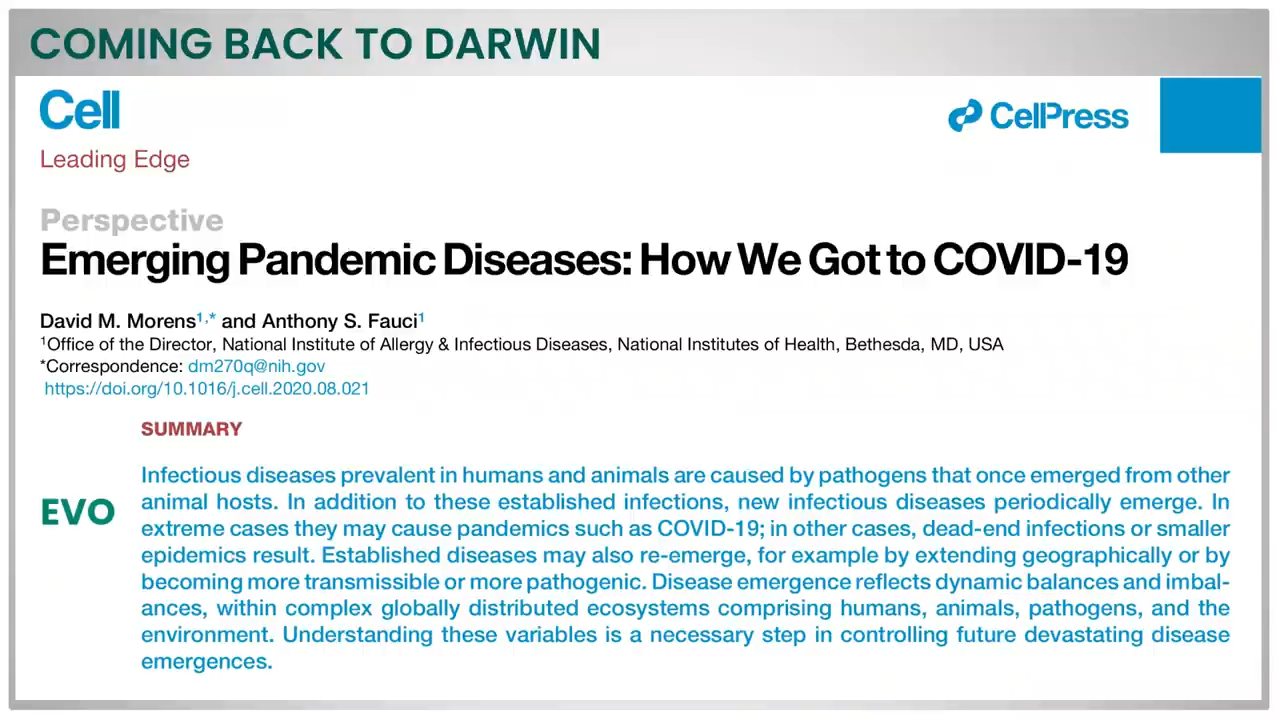 COMING BACK TO DARWIN
Cell
CellPress
Leading Edge
Perspective
Emerging Pandemic Diseases: How We Got to COVID-19
David M. Morens1,* and Anthony S. Fauci1
1Office of the Director, National Institute of Allergy & Infectious Diseases, National Institutes of Health, Bethesda, MD, USA
*Correspondence: dm270q@nih.gov
https://doi.org/10.1016/j.cell.2020.08.021
SUMMARY
EVO
Infectious diseases prevalent in humans and animals are caused by pathogens that once emerged from other
animal hosts. In addition to these established infections, new infectious diseases periodically emerge. In
extreme cases they may cause pandemics such as COVID-19; in other cases, dead-end infections or smaller
epidemics result. Established diseases may also re-emerge, for example by extending geographically or by
becoming more transmissible or more pathogenic. Disease emergence reflects dynamic balances and imbal-
ances, within complex globally distributed ecosystems comprising humans, animals, pathogens, and the
environment. Understanding these variables is a necessary step in controlling future devastating disease
emergences.